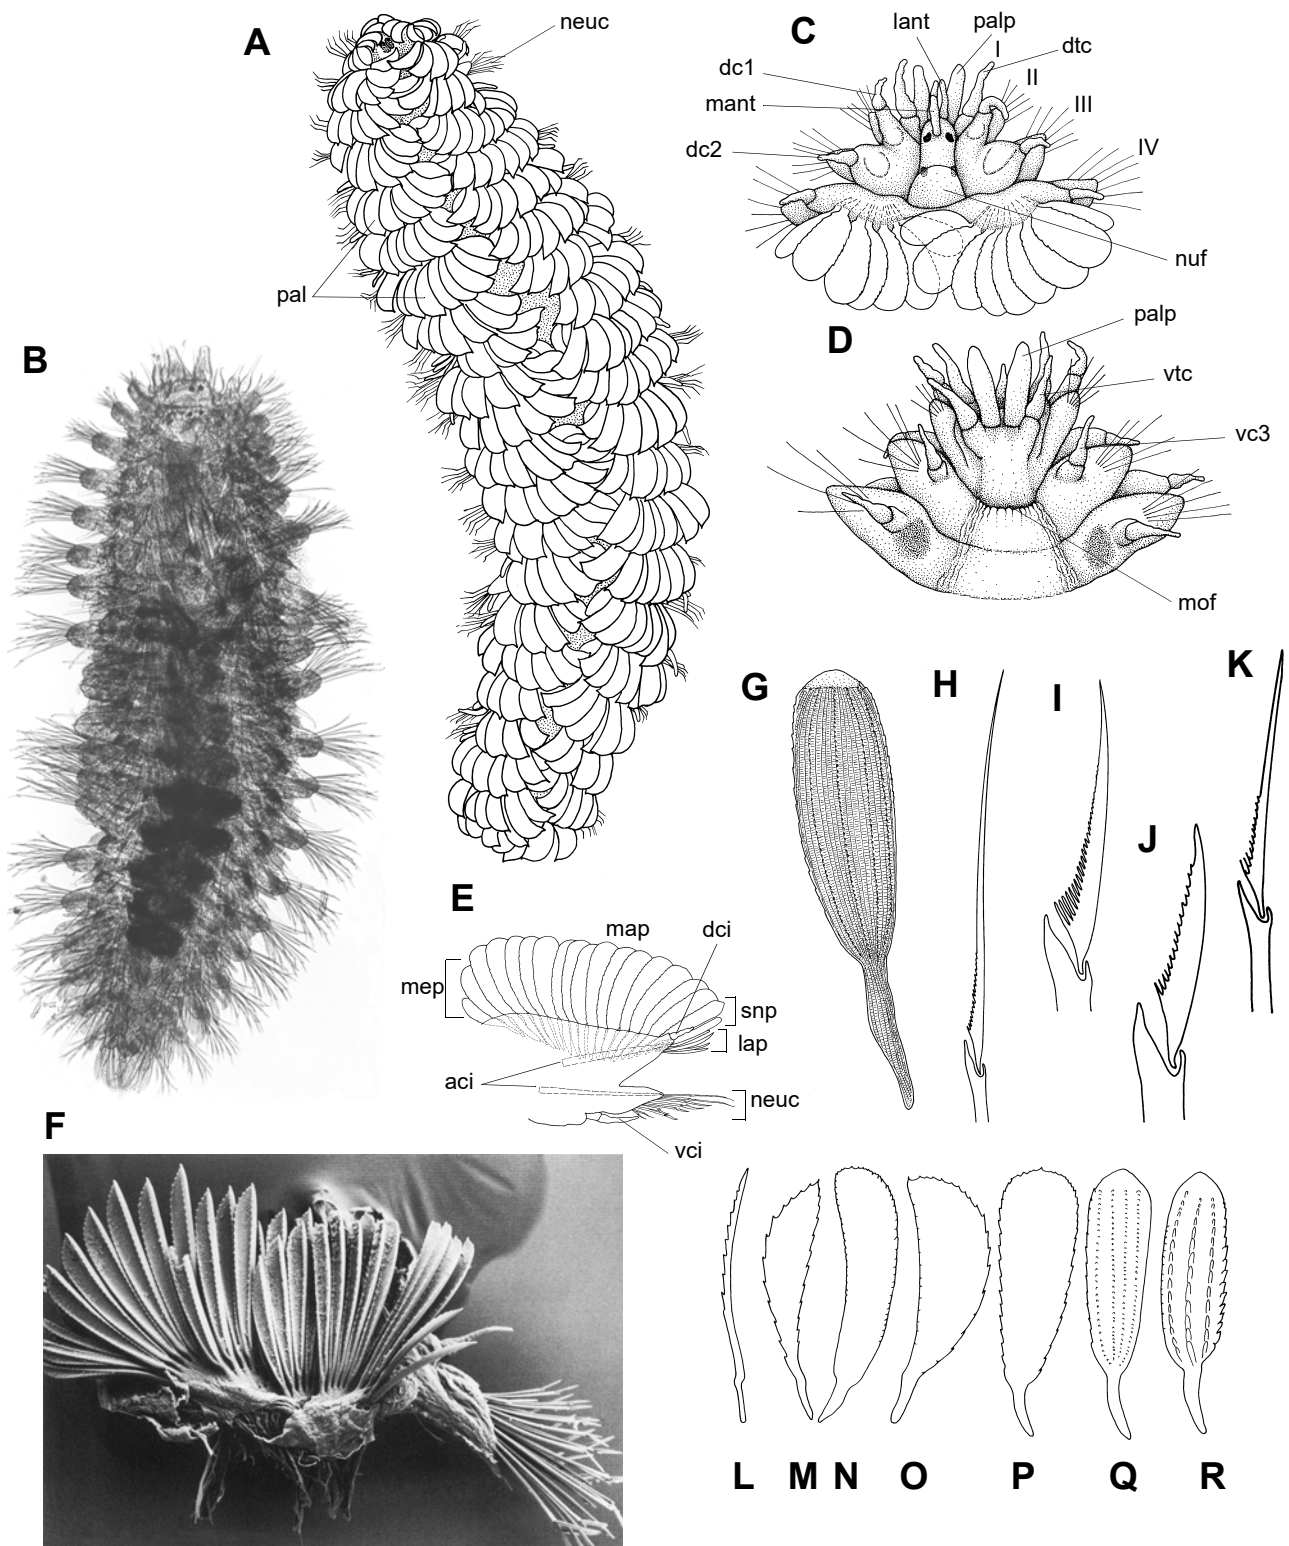 A
neuc
pal
B
C
lant
palp
I
dtc
II
III
IV
dc1
mant
dc2
nuf
D
palp
vtc
vc3
mof
E
map
dci
mep
snp
lap
aci
neuc
vci
F
G
H
I
J
K
L M N O P Q R